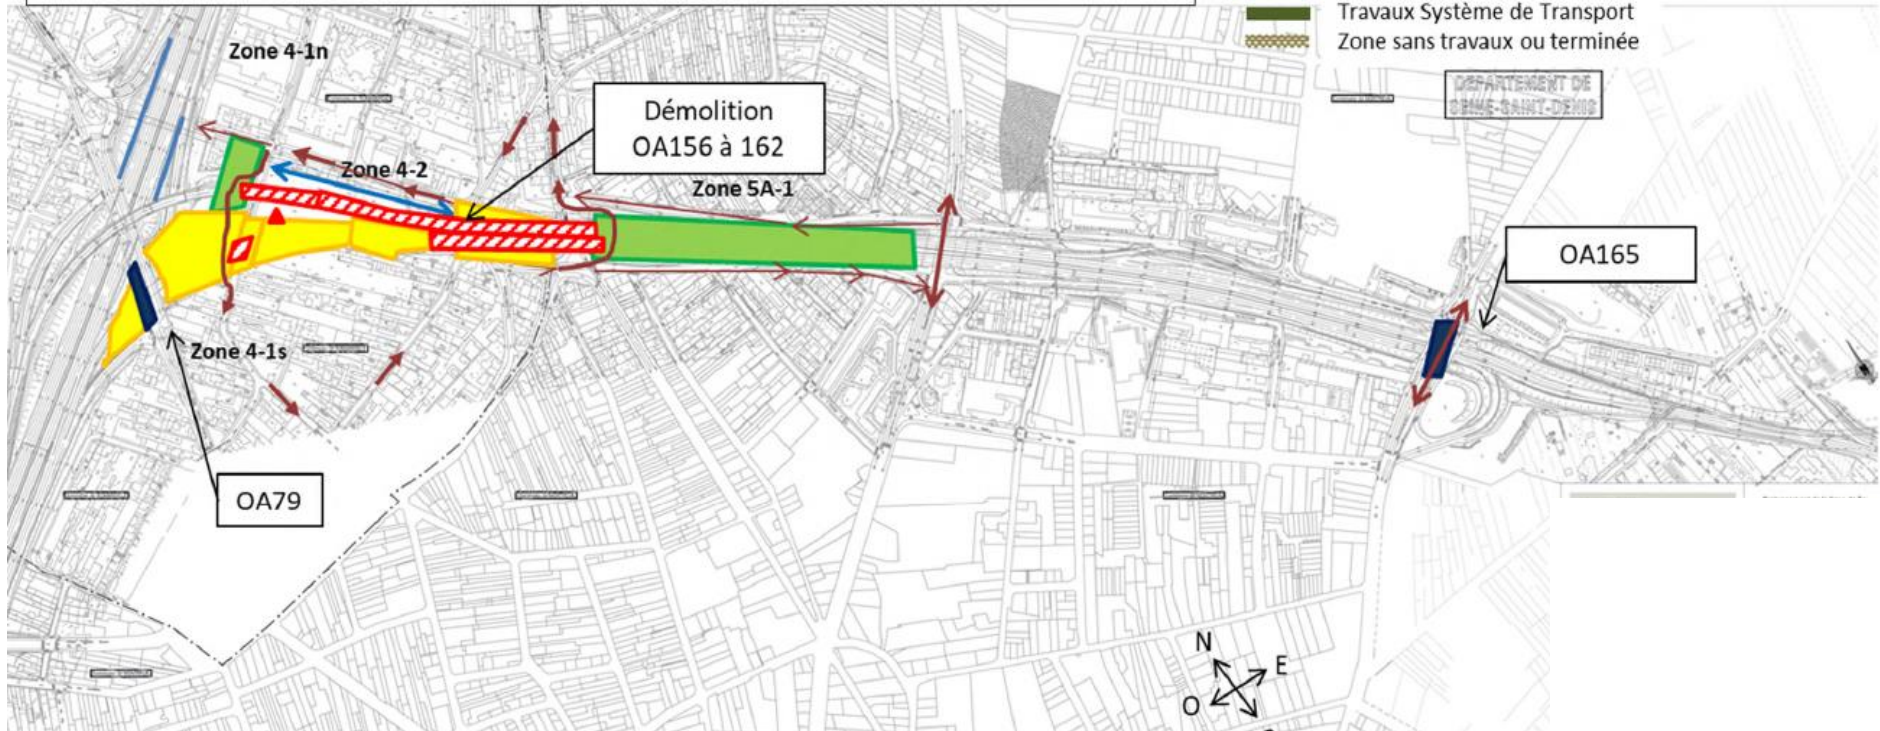 Travaux Système de Transport
Zone sans travaux ou terminée
Zone 4-1n
DÉPARTEMENT DE
SEINE-SAINT-DENIS
Démolition
OA156 à 162
Zone 4-2
Zone 5A-1
OA165
Zone 4-1s
OA79
N
E
O